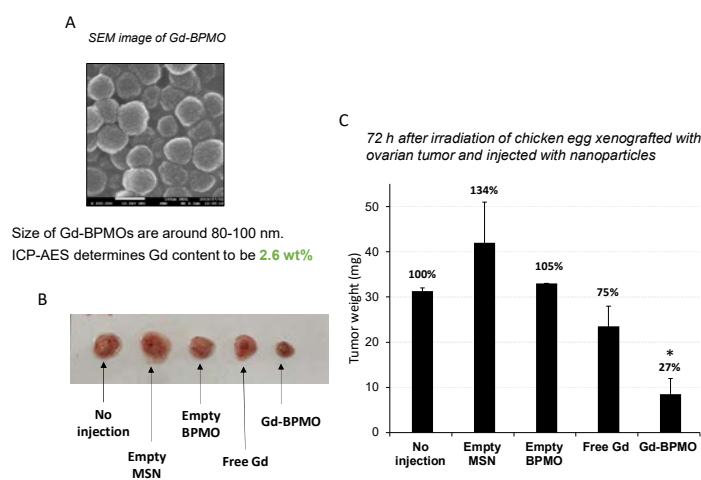 A
SEM image of Gd-BPMO
Size of Gd-BPMOs are around 80-100 nm.
ICP-AES determines Gd content to be 2.6 wt%
B
No
injection
Empty
MSN
Empty
BPMO
Free Gd
Gd-BPMO
C
72 h after irradiation of chicken egg xenografted with
ovarian tumor and injected with nanoparticles
Tumor weight (mg)
50
40
30
20
10
0
100%
134%
105%
75%
*
27%
No
injection
Empty
MSN
Empty
BPMO
Free Gd
Gd-BPMO